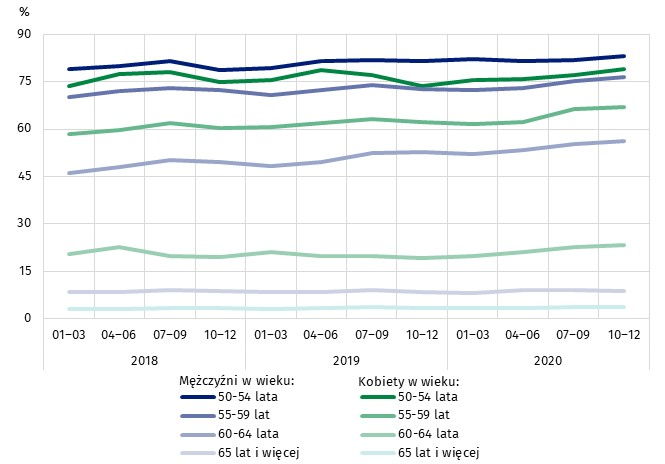 %
90
75
60
45
30
15
0
01–03 04–06 07–09 10–12 01–03 04–06 07–09 10–12 01–03 04–06 07–09 10–12
2018 2019 2020
Mężczyźni w wieku: Kobiety w wieku:
50-54 lata 50-54 lata
55-59 lat 55-59 lat
60-64 lata 60-64 lata
65 lat i więcej 65 lat i więcej